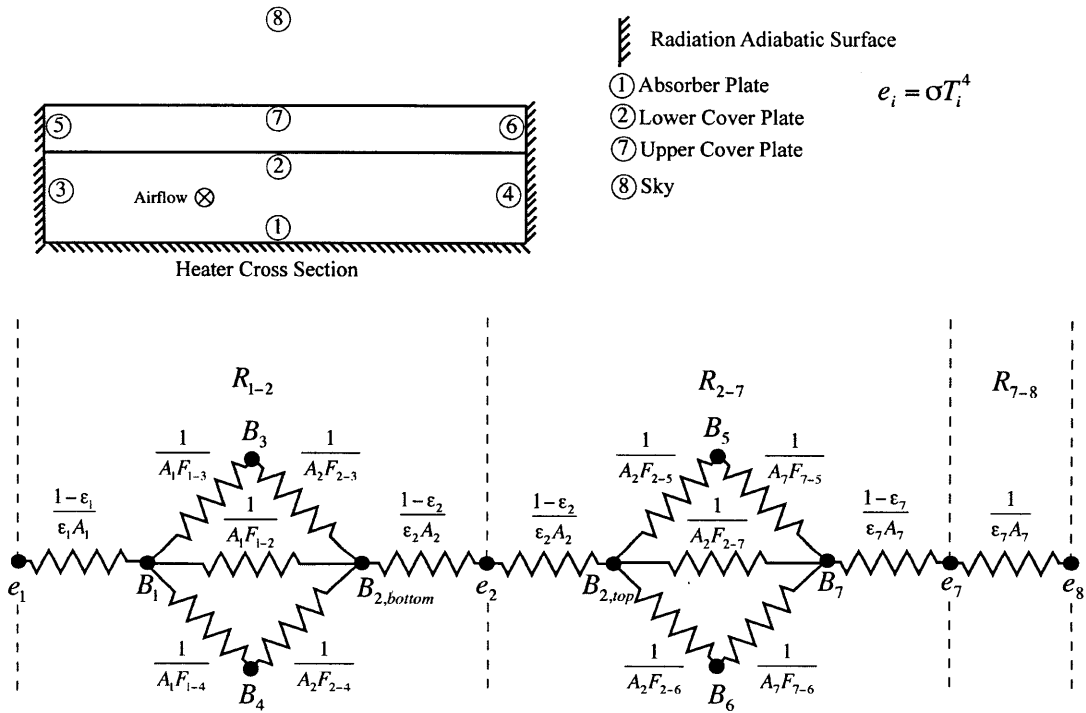 ⑧
Radiation Adiabatic Surface
① Absorber Plate
e_i = σT_i^4
② Lower Cover Plate
⑦ Upper Cover Plate
⑧ Sky
⑤ ⑦ ⑥
②
③ Airflow ⊗ ④
①
Heater Cross Section
R_{1-2} R_{2-7} R_{7-8}
B_3 B_5
1/(A_1F_{1-3}) 1/(A_2F_{2-3}) 1/(A_2F_{2-5}) 1/(A_7F_{7-5})
(1-ε_1)/(ε_1A_1) 1/(A_1F_{1-2}) (1-ε_2)/(ε_2A_2) (1-ε_2)/(ε_2A_2) 1/(A_2F_{2-7}) (1-ε_7)/(ε_7A_7) 1/(ε_7A_7)
e_1 B_1 B_{2,bottom} e_2 B_{2,top} B_7 e_7 e_8
1/(A_1F_{1-4}) 1/(A_2F_{2-4}) 1/(A_2F_{2-6}) 1/(A_7F_{7-6})
B_4 B_6